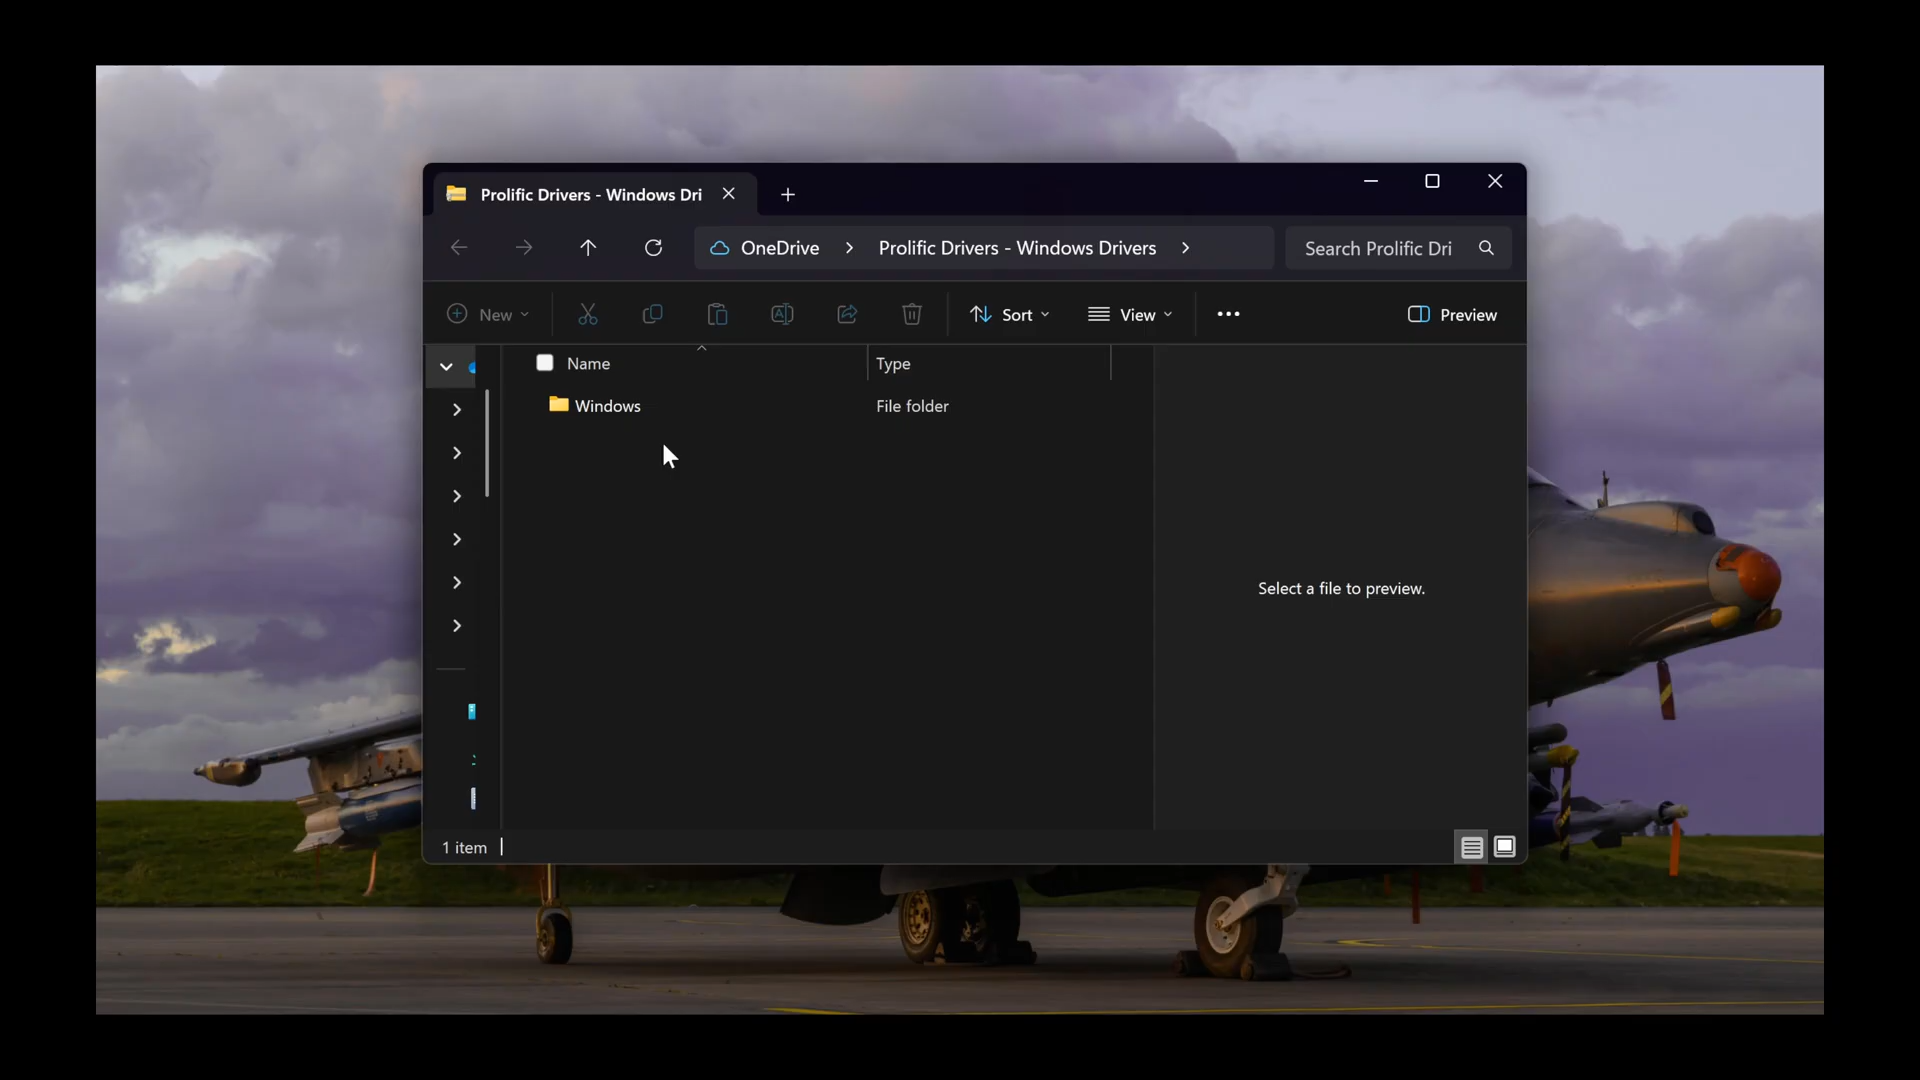 Prolific Drivers - Windows Dri
OneDrive > Prolific Drivers - Windows Drivers >
Search Prolific Dri
New
Sort
View
Preview
Name
Type
Windows
File folder
Select a file to preview.
1 item